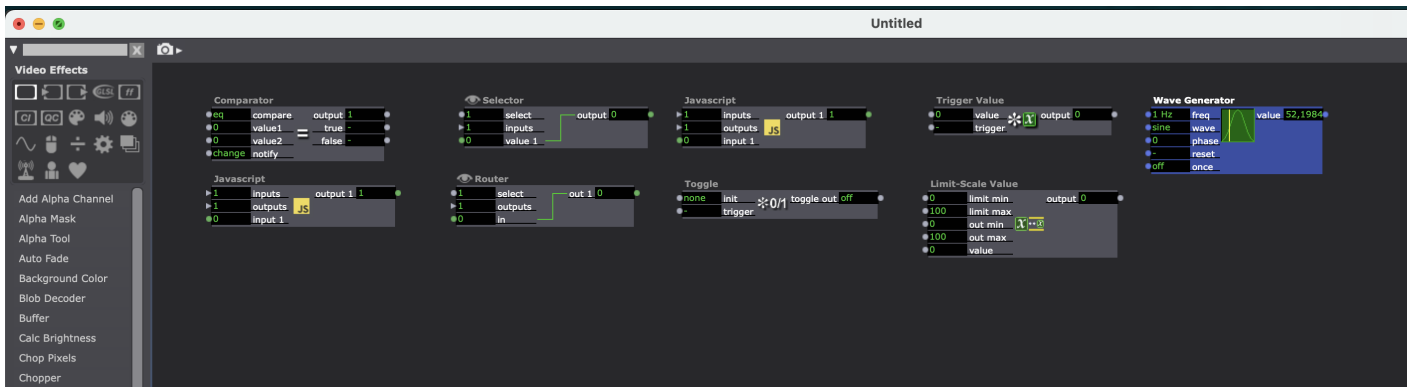 Untitled
Video Effects
GLSL
ff
CI
QC
Add Alpha Channel
Alpha Mask
Alpha Tool
Auto Fade
Background Color
Blob Decoder
Buffer
Calc Brightness
Chop Pixels
Chopper
Comparator
eq compare output 1
0 value1 = true -
0 value2 false -
change notify
Selector
1 select output 0
1 inputs
0 value 1
Javascript
1 inputs output 1 1
1 outputs JS
0 input 1
Trigger Value
0 value X output 0
- trigger
Wave Generator
1 Hz freq value 52,1984
sine wave
0 phase
- reset
off once
Javascript
1 inputs output 1 1
1 outputs JS
0 input 1
Router
1 select out 1 0
1 outputs
0 in
Toggle
none init 0/1 toggle out off
- trigger
Limit-Scale Value
0 limit min output 0
100 limit max
0 out min X x
100 out max
0 value